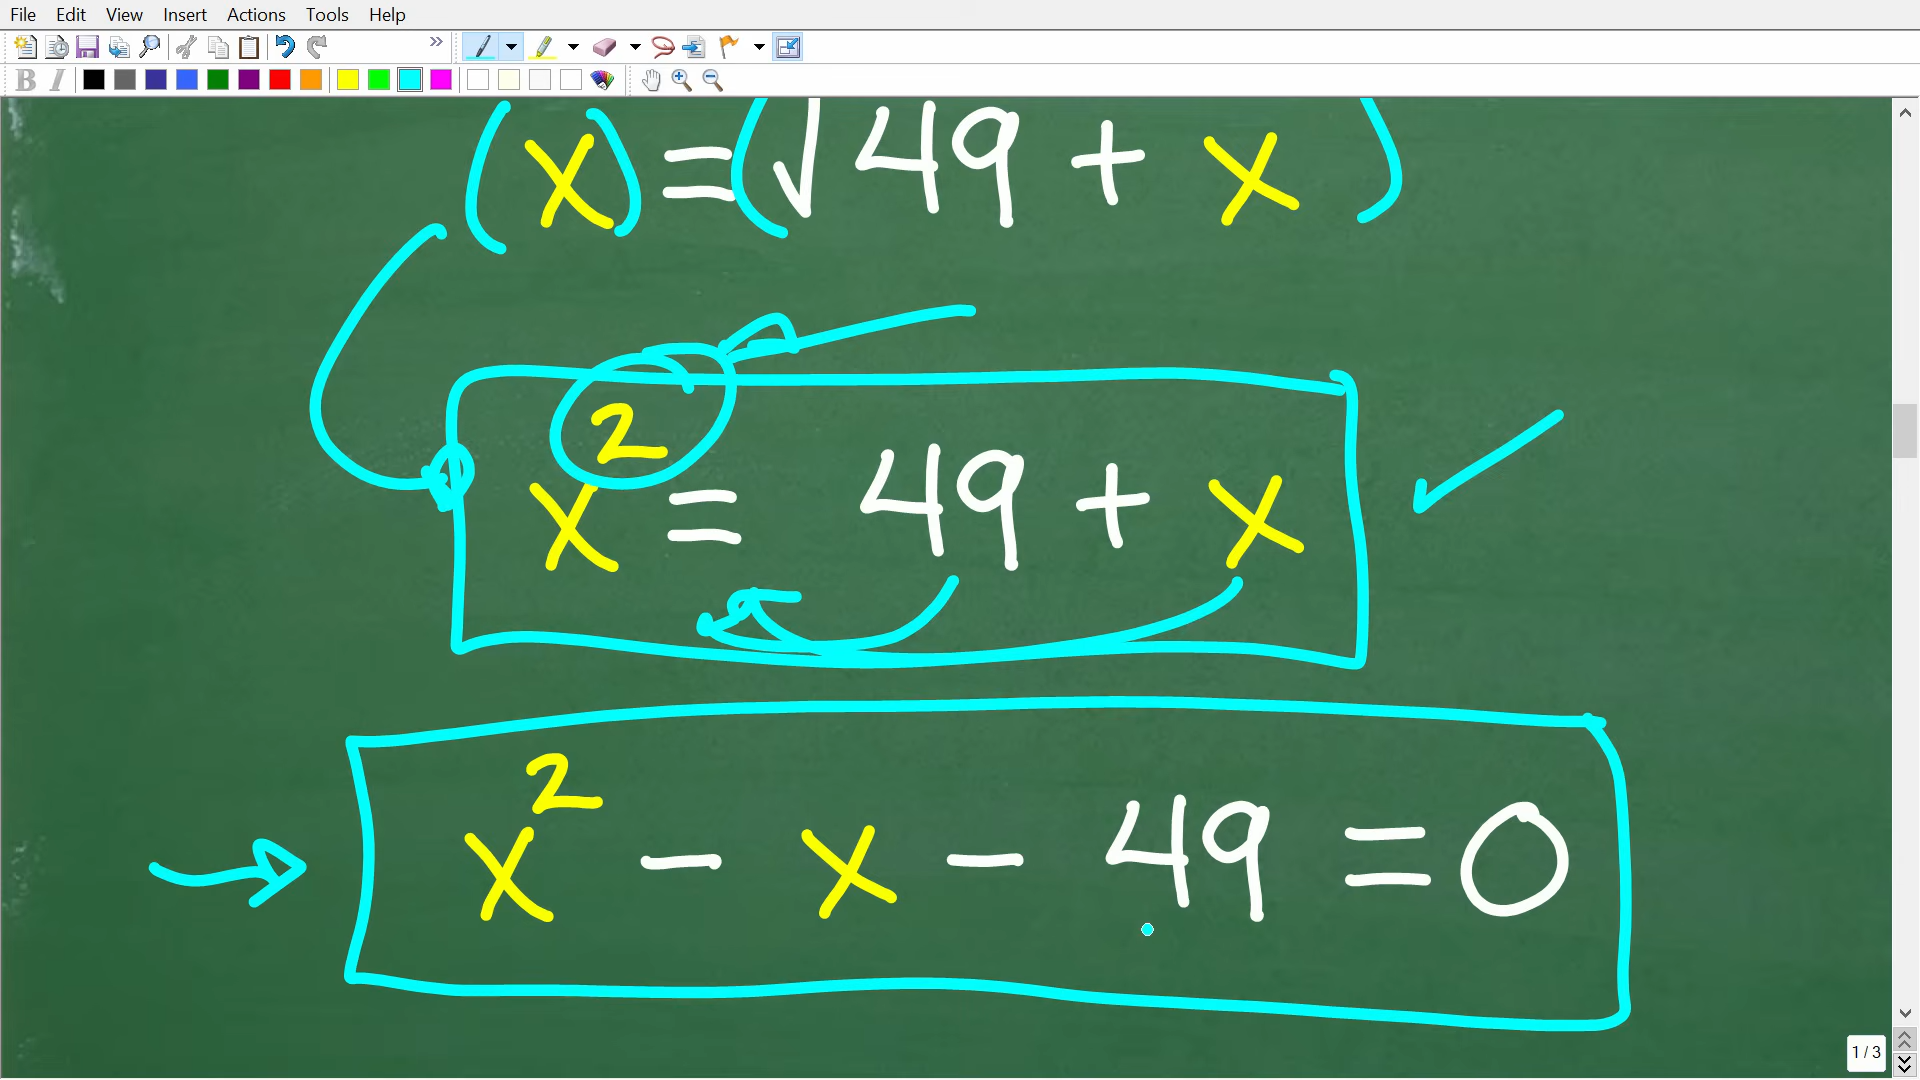 File Edit View Insert Actions Tools Help
B I
(x) = (√49 + x)
x² = 49 + x
x² - x - 49 = 0
1 / 3